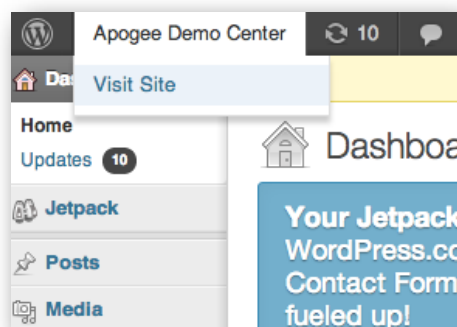 Apogee Demo Center 10
Visit Site
Home
Updates 10
Jetpack
Posts
Media
Dashboa
Your Jetpack
WordPress.co
Contact Form
fueled up!